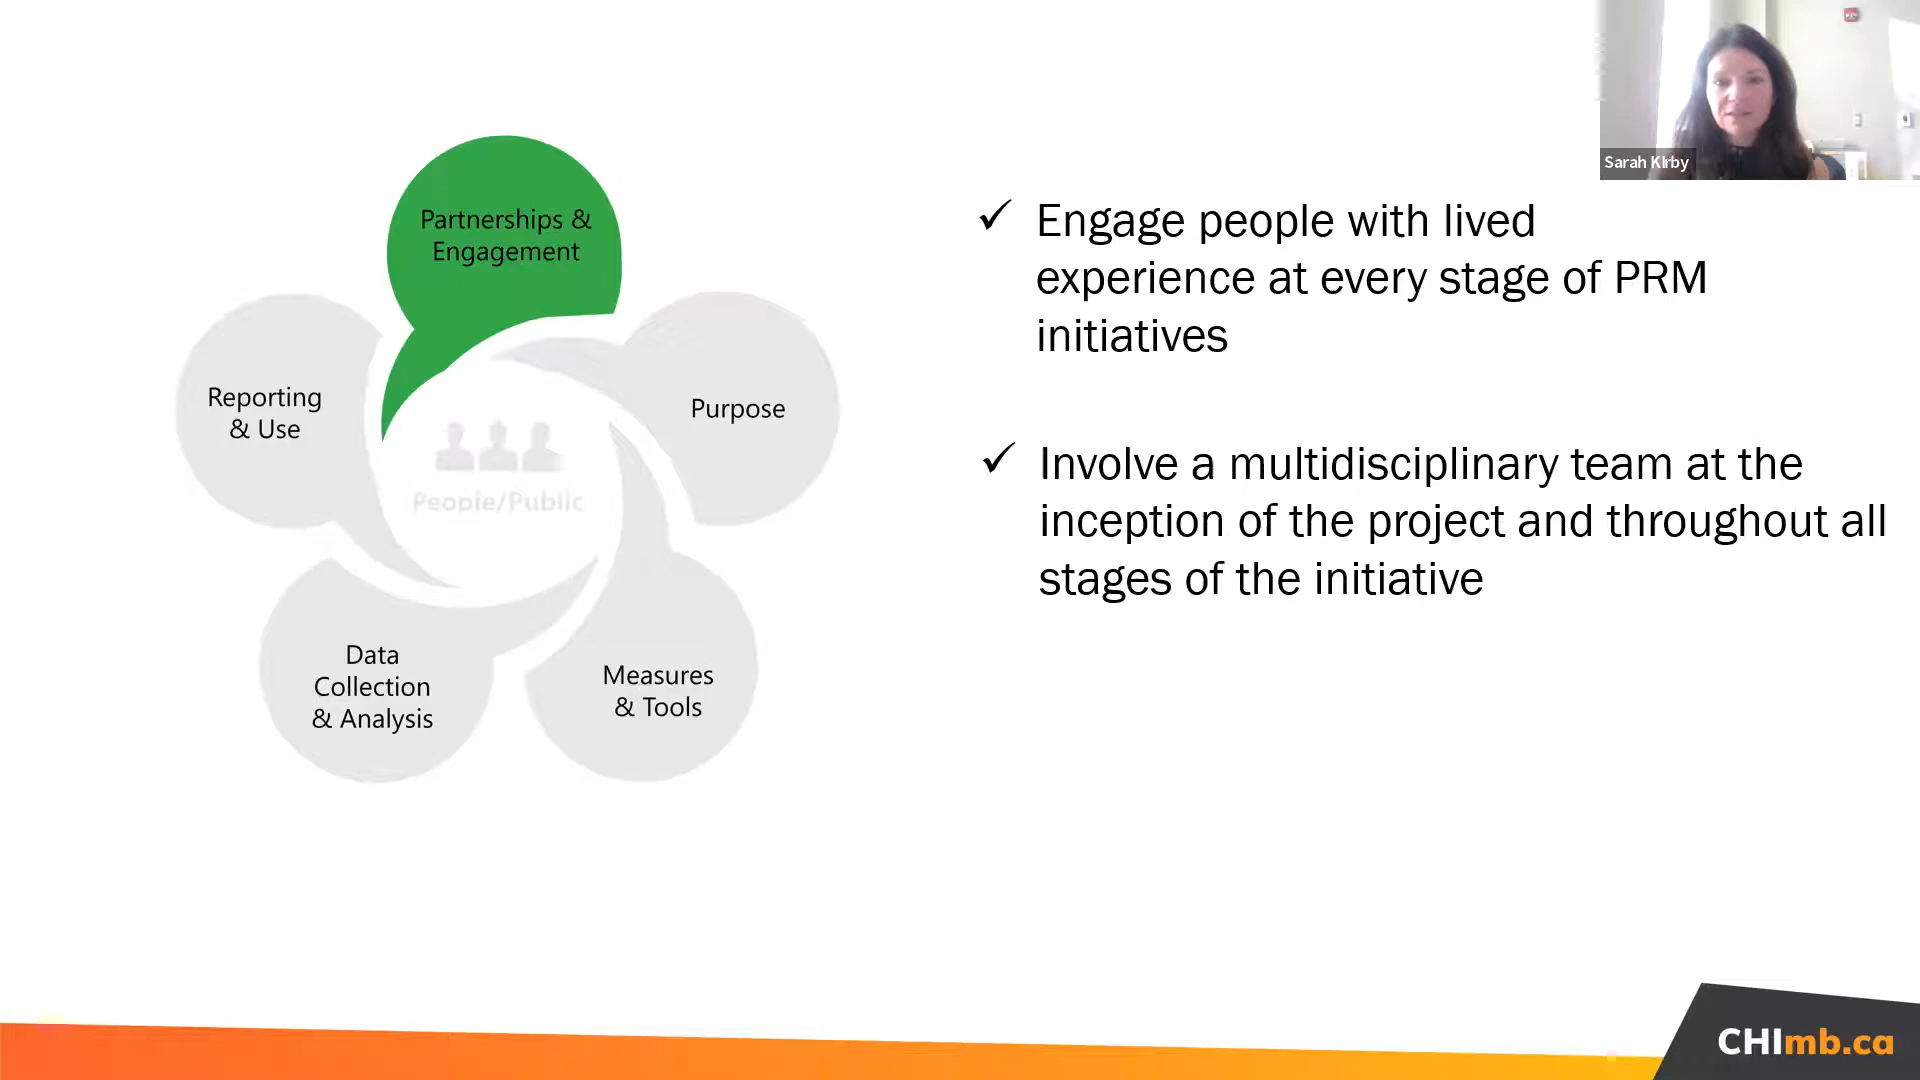 Sarah KIrby
Partnerships &
Engagement
Purpose
Reporting
& Use
People/Public
Data
Collection
& Analysis
Measures
& Tools
✓ Engage people with lived
experience at every stage of PRM
initiatives
✓ Involve a multidisciplinary team at the
inception of the project and throughout all
stages of the initiative
CHImb.ca